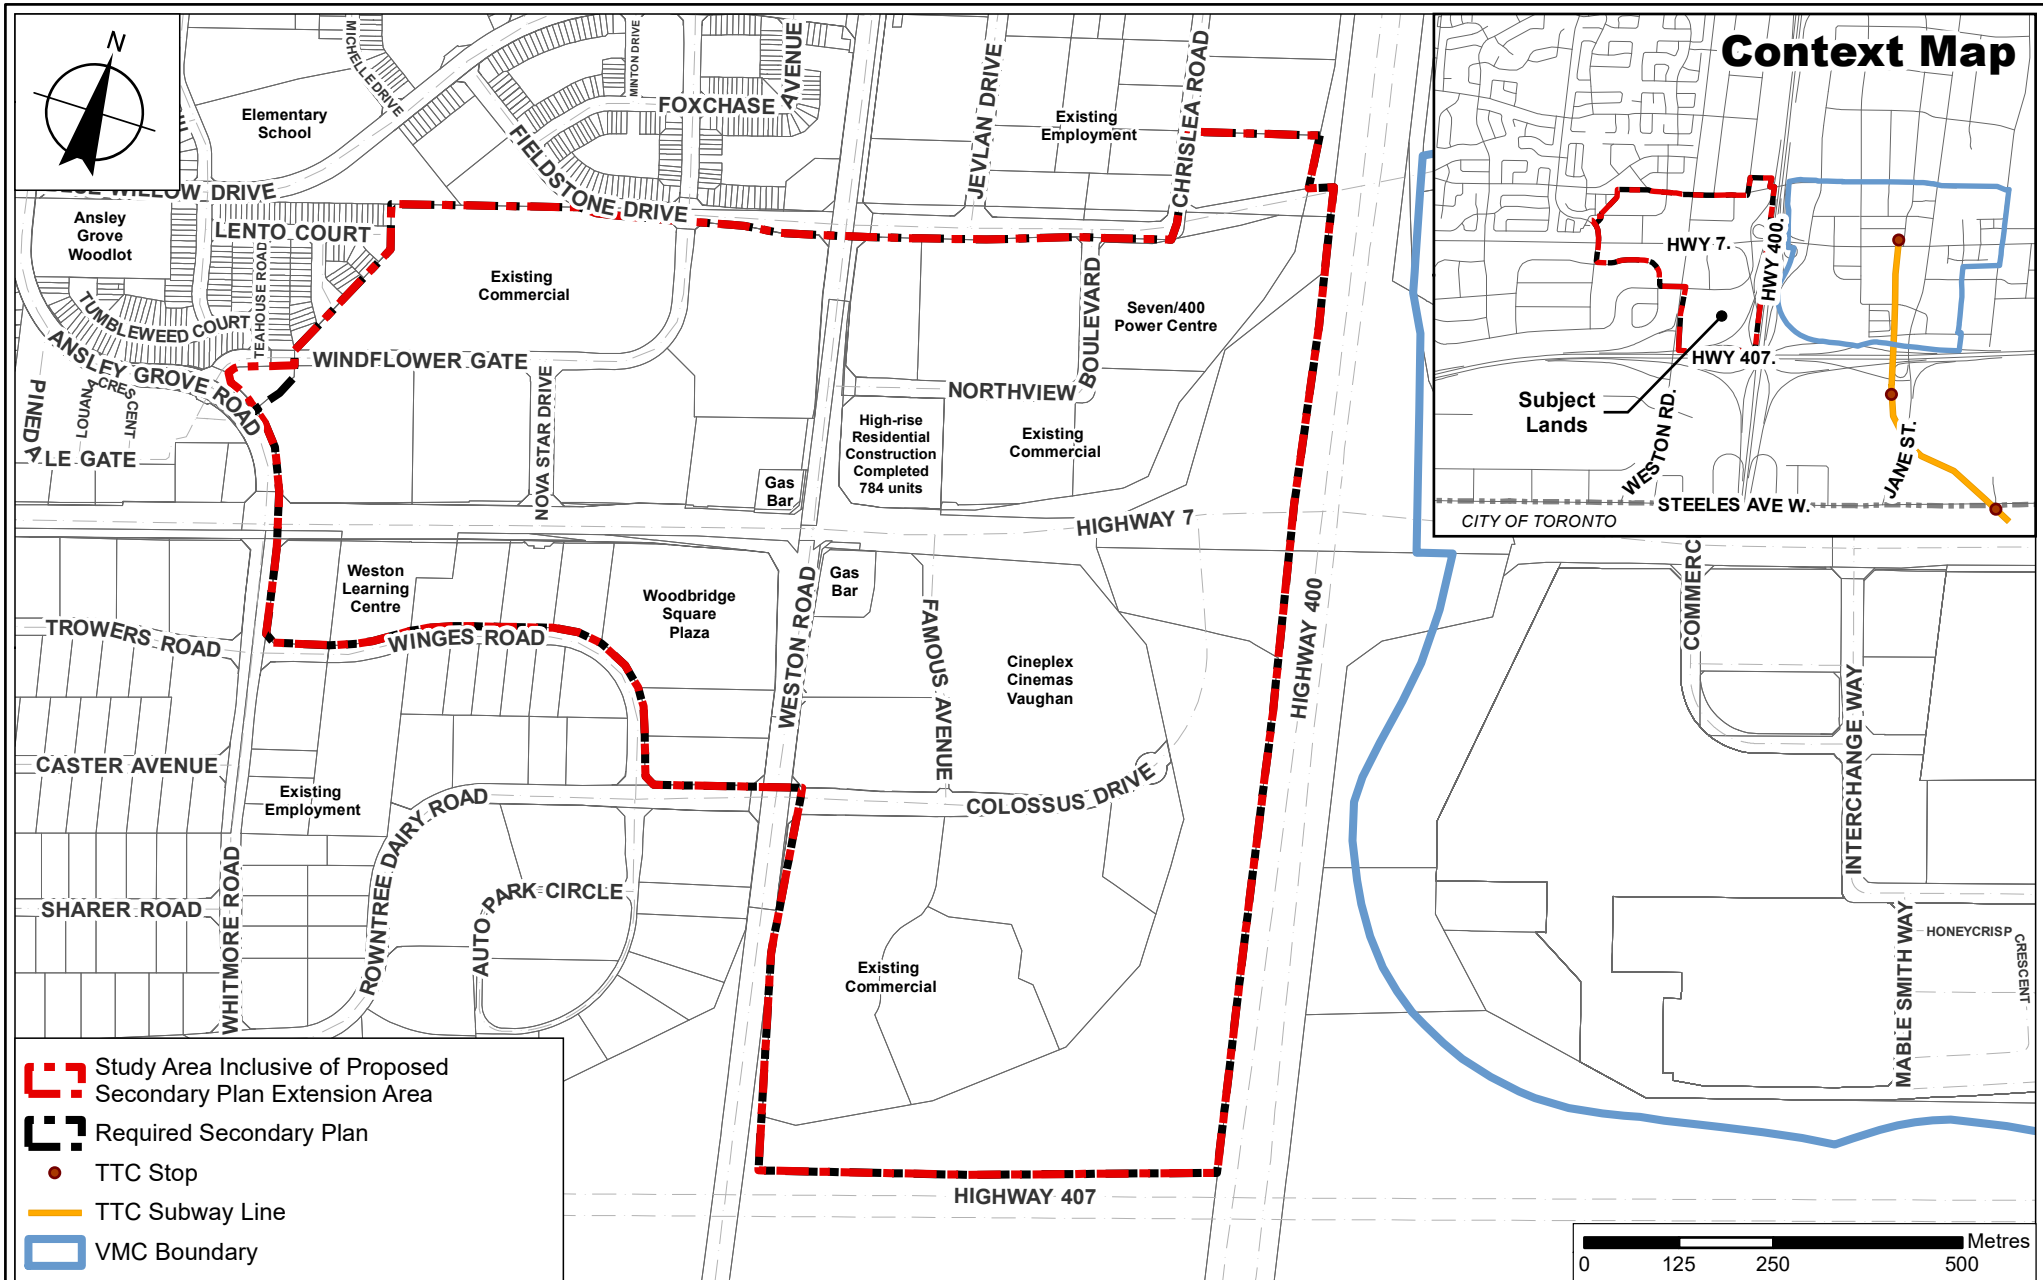 N
MICHELLE DRIVE
MINTON DRIVE
AVENUE
FOXCHASE
Elementary
School
FIELDSTONE DRIVE
JEVLAN DRIVE
CHRISLEA ROAD
Existing
Employment
WILLOW DRIVE
Ansley
Grove
Woodlot
LENTO COURT
TEAHOUSE ROAD
TUMBLEWEED COURT
ANSLEY GROVE ROAD
Existing
Commercial
WINDFLOWER GATE
BOULEVARD
Seven/400
Power Centre
NORTHVIEW
PINEDALE GATE
LOUANA
CRESCENT
NOVA STAR DRIVE
Gas
Bar
High-rise
Residential
Construction
Completed
784 units
Existing
Commercial
HIGHWAY 7
Weston
Learning
Centre
Woodbridge
Square
Plaza
WESTON ROAD
Gas
Bar
FAMOUS AVENUE
Cineplex
Cinemas
Vaughan
HIGHWAY 400
TROWERS ROAD
WINGES ROAD
CASTER AVENUE
Existing
Employment
ROWNTREE DAIRY ROAD
COLOSSUS DRIVE
SHARER ROAD
WHITMORE ROAD
AUTO PARK CIRCLE
Existing
Commercial
HIGHWAY 407
COMMERC
INTERCHANGE WAY
MABLE SMITH WAY
HONEYCRISP
CRESCENT
Context Map
HWY 7.
HWY 400.
HWY 407.
Subject
Lands
WESTON RD.
JANE ST.
STEELES AVE W.
CITY OF TORONTO
Study Area Inclusive of Proposed
Secondary Plan Extension Area
Required Secondary Plan
TTC Stop
TTC Subway Line
VMC Boundary
Metres
0 125 250 500